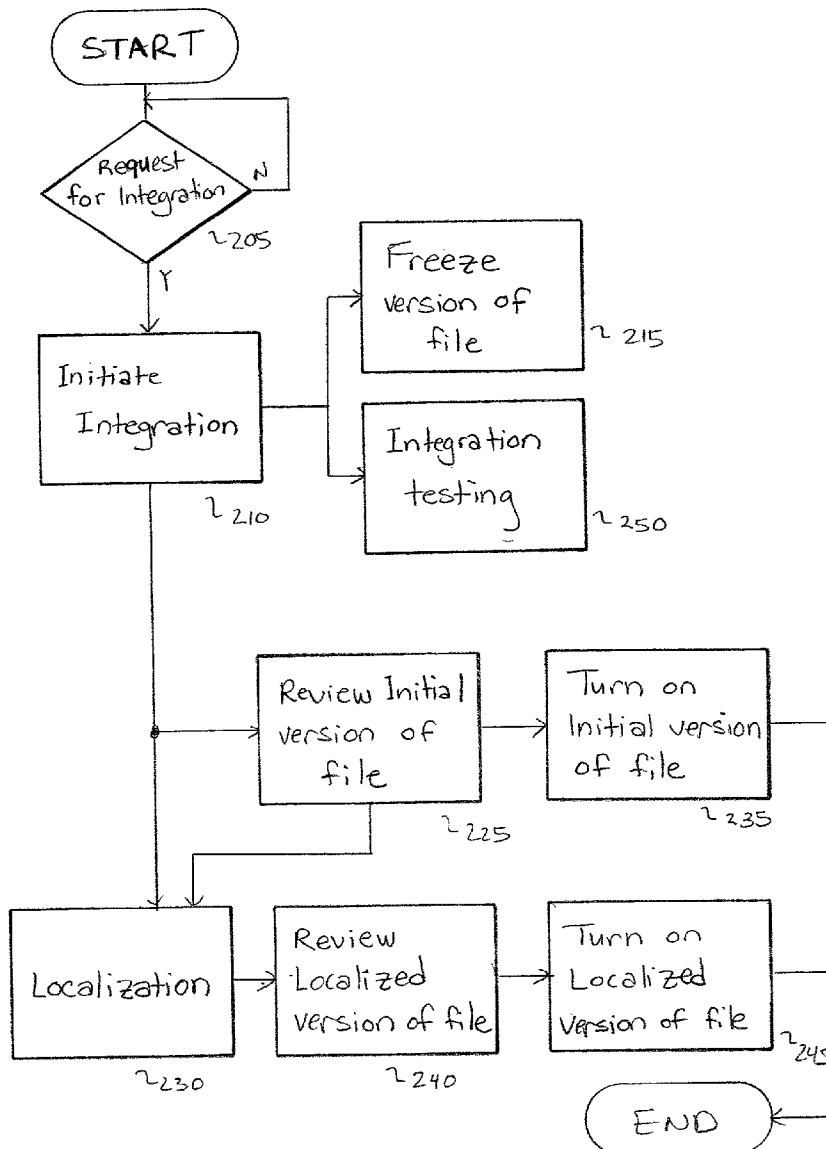 START
Request
for Integration
N
205
Y
Freeze
version of
file
215
Initiate
Integration
210
Integration
testing
250
Review Initial
version of
file
225
Turn on
Initial version
of file
235
Localization
230
Review
Localized
version of file
240
Turn on
Localized
version of file
245
END